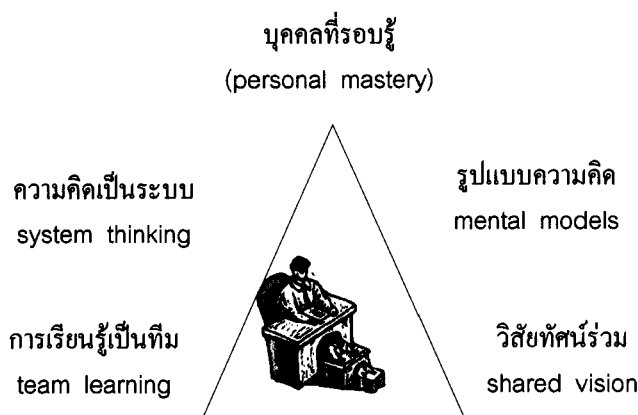 บุคคลที่รอบรู้
(personal mastery)
ความคิดเป็นระบบ
system thinking
รูปแบบความคิด
mental models
การเรียนรู้เป็นทีม
team learning
วิสัยทัศน์ร่วม
shared vision